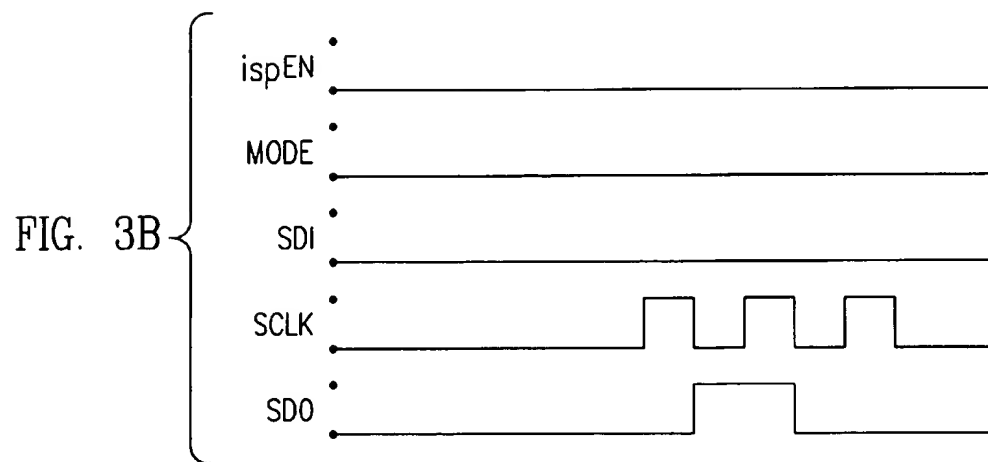 ispEN
MODE
SDI
FIG. 3B
SCLK
SDO